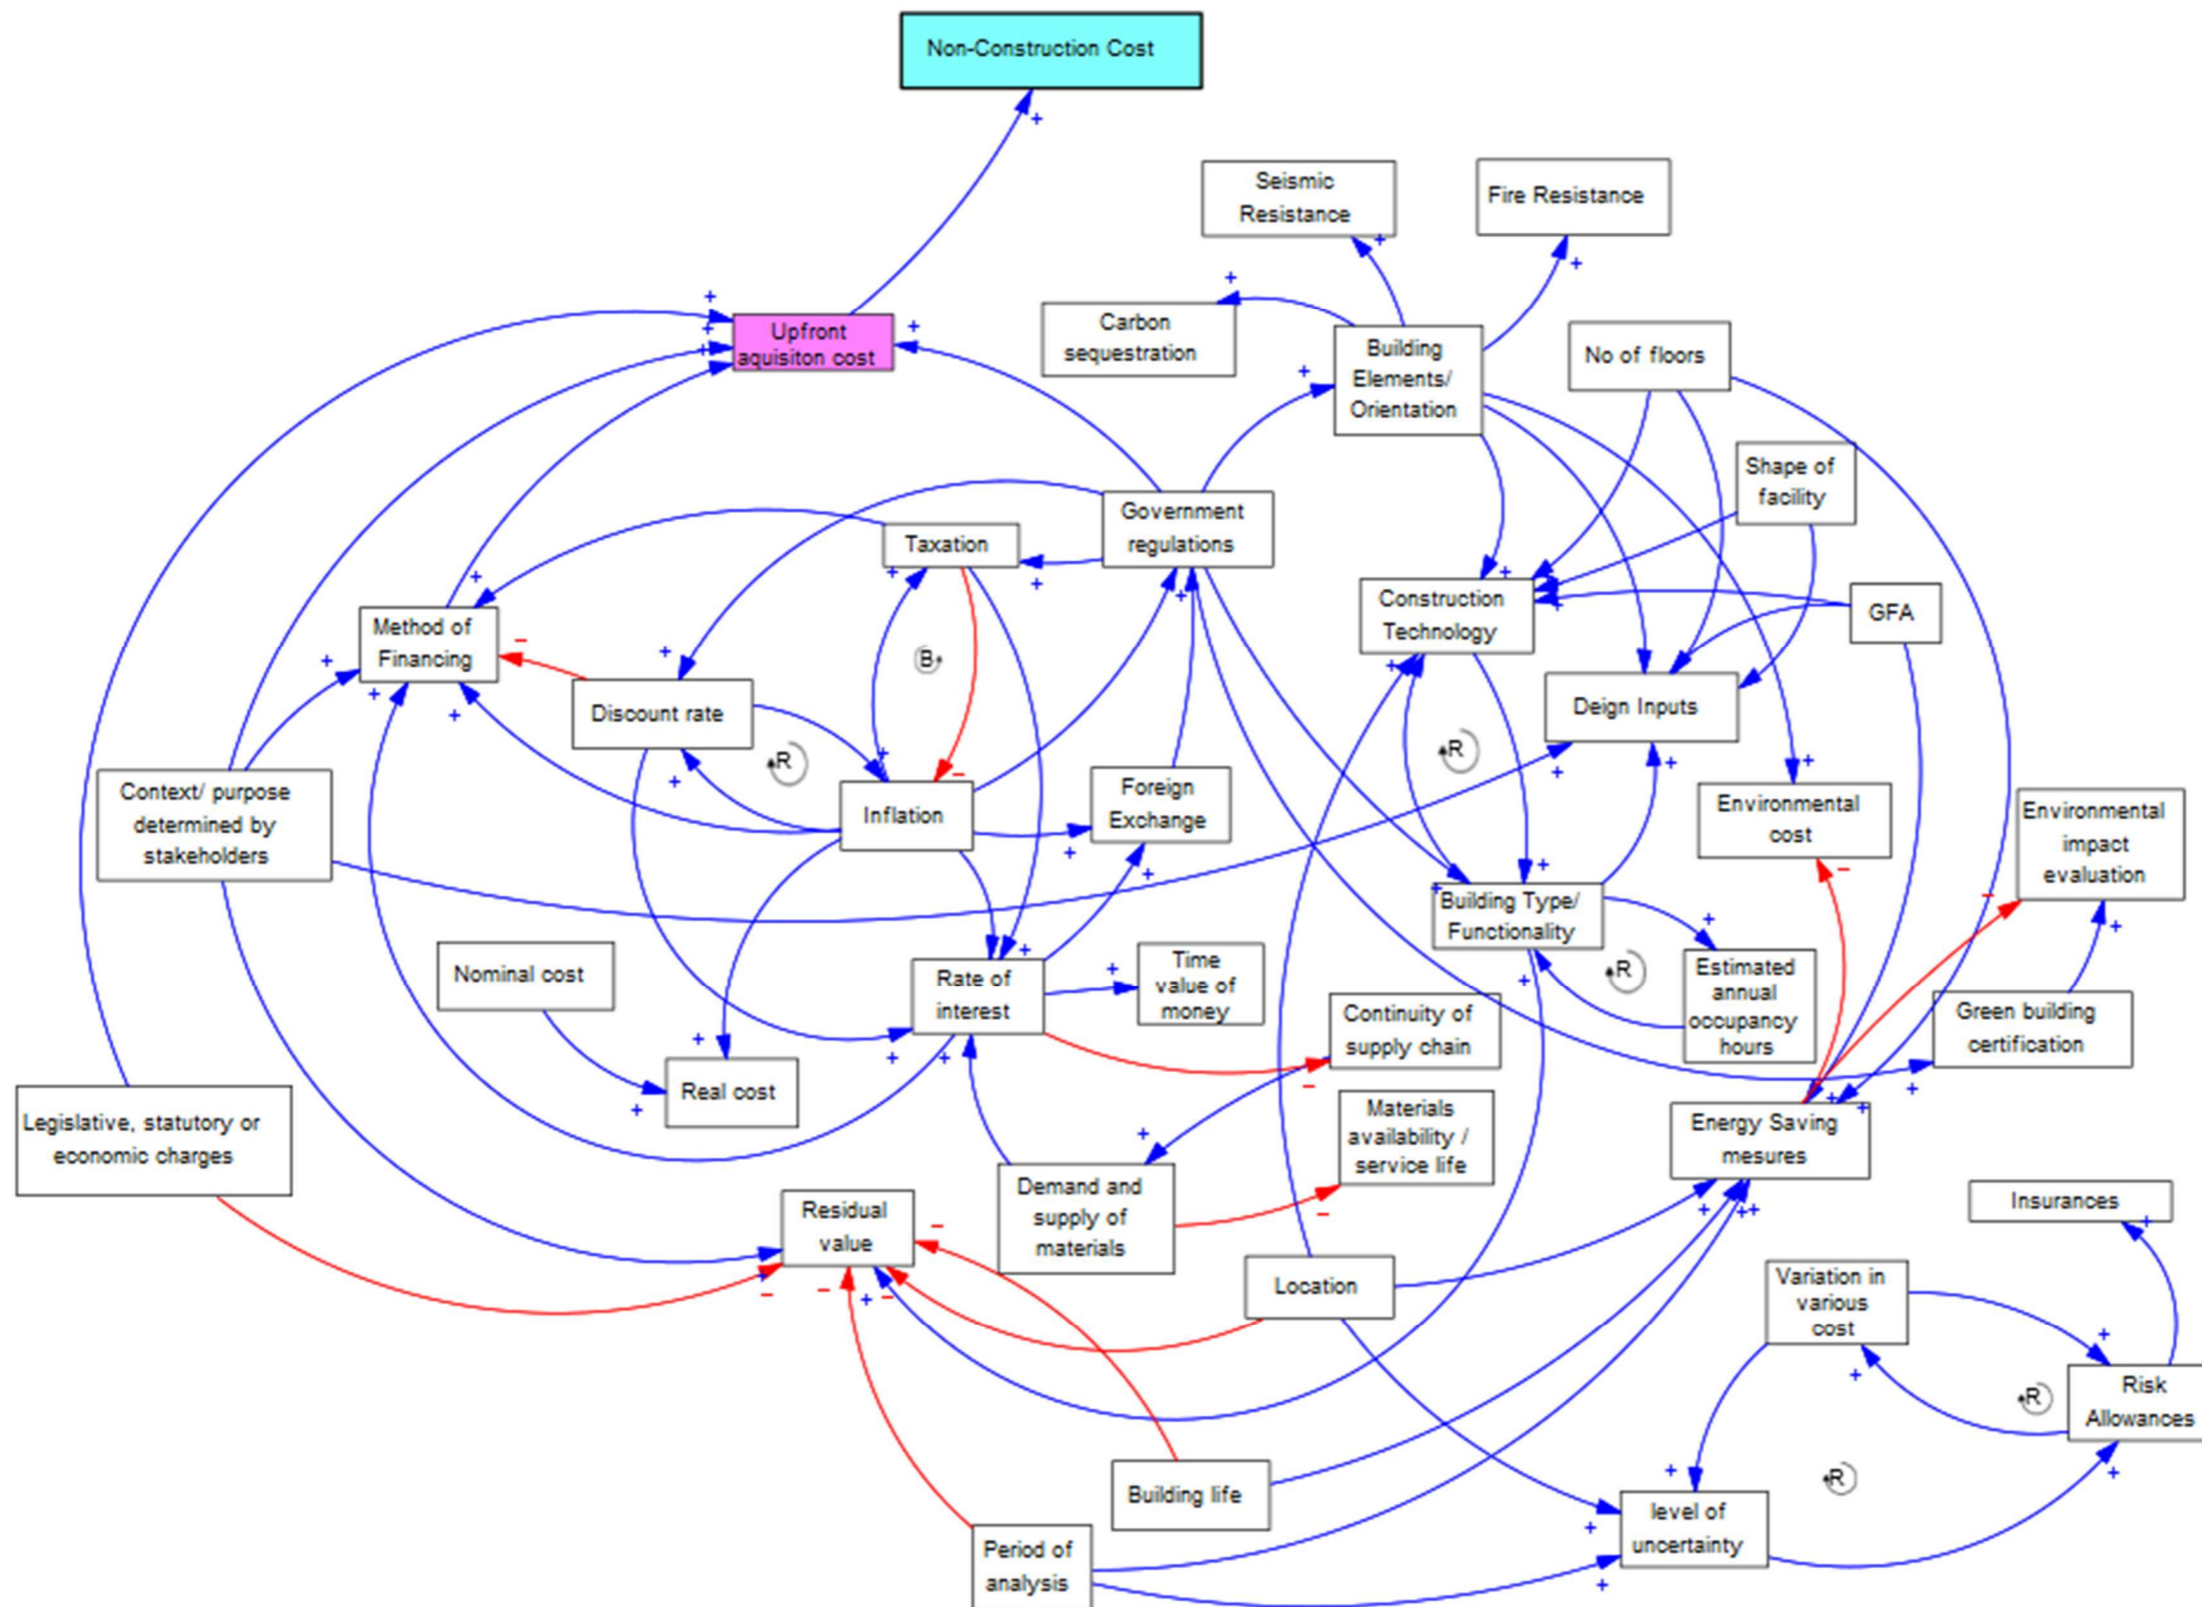 Non-Construction Cost
Seismic
Resistance
Fire Resistance
Carbon
sequestration
Upfront
aquisiton cost
Building
Elements/
Orientation
No of floors
Shape of
facility
Government
regulations
Taxation
Construction
Technology
GFA
Method of
Financing
Discount rate
B
R
R
Deign Inputs
Context/ purpose
determined by
stakeholders
Inflation
Foreign
Exchange
Environmental
cost
Environmental
impact
evaluation
Building Type/
Functionality
R
Nominal cost
Rate of
interest
Time
value of
money
Continuity of
supply chain
Estimated
annual
occupancy
hours
Green building
certification
Real cost
Legislative, statutory or
economic charges
Materials
availability /
service life
Energy Saving
mesures
Residual
value
Demand and
supply of
materials
Location
Insurances
Variation in
various
cost
R
Risk
Allowances
R
Building life
level of
uncertainty
Period of
analysis